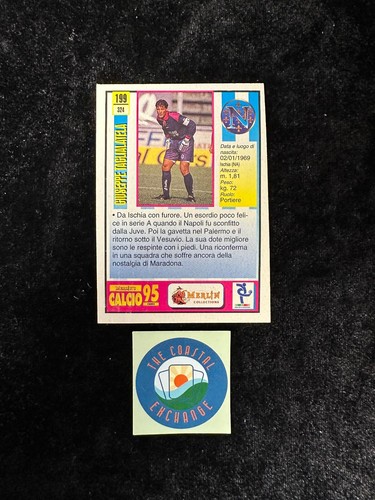 199
324
GIUSEPPE TAGLIALATELA
N
Data e luogo di
nascita:
02/01/1969
Ischia (NA)
Altezza:
m. 1,81
Peso:
kg. 72
Ruolo:
Portiere
• Da Ischia con furore. Un esordio poco feli-
ce in serie A quando il Napoli fu sconfitto
dalla Juve. Poi la gavetta nel Palermo e il
ritorno sotto il Vesuvio. La sua dote migliore
sono le respinte con i piedi. Una riconferma
in una squadra che soffre ancora della
nostalgia di Maradona.
CALCIO 95
MERLIN
COLLECTIONS
THE COASTAL
EXCHANGE